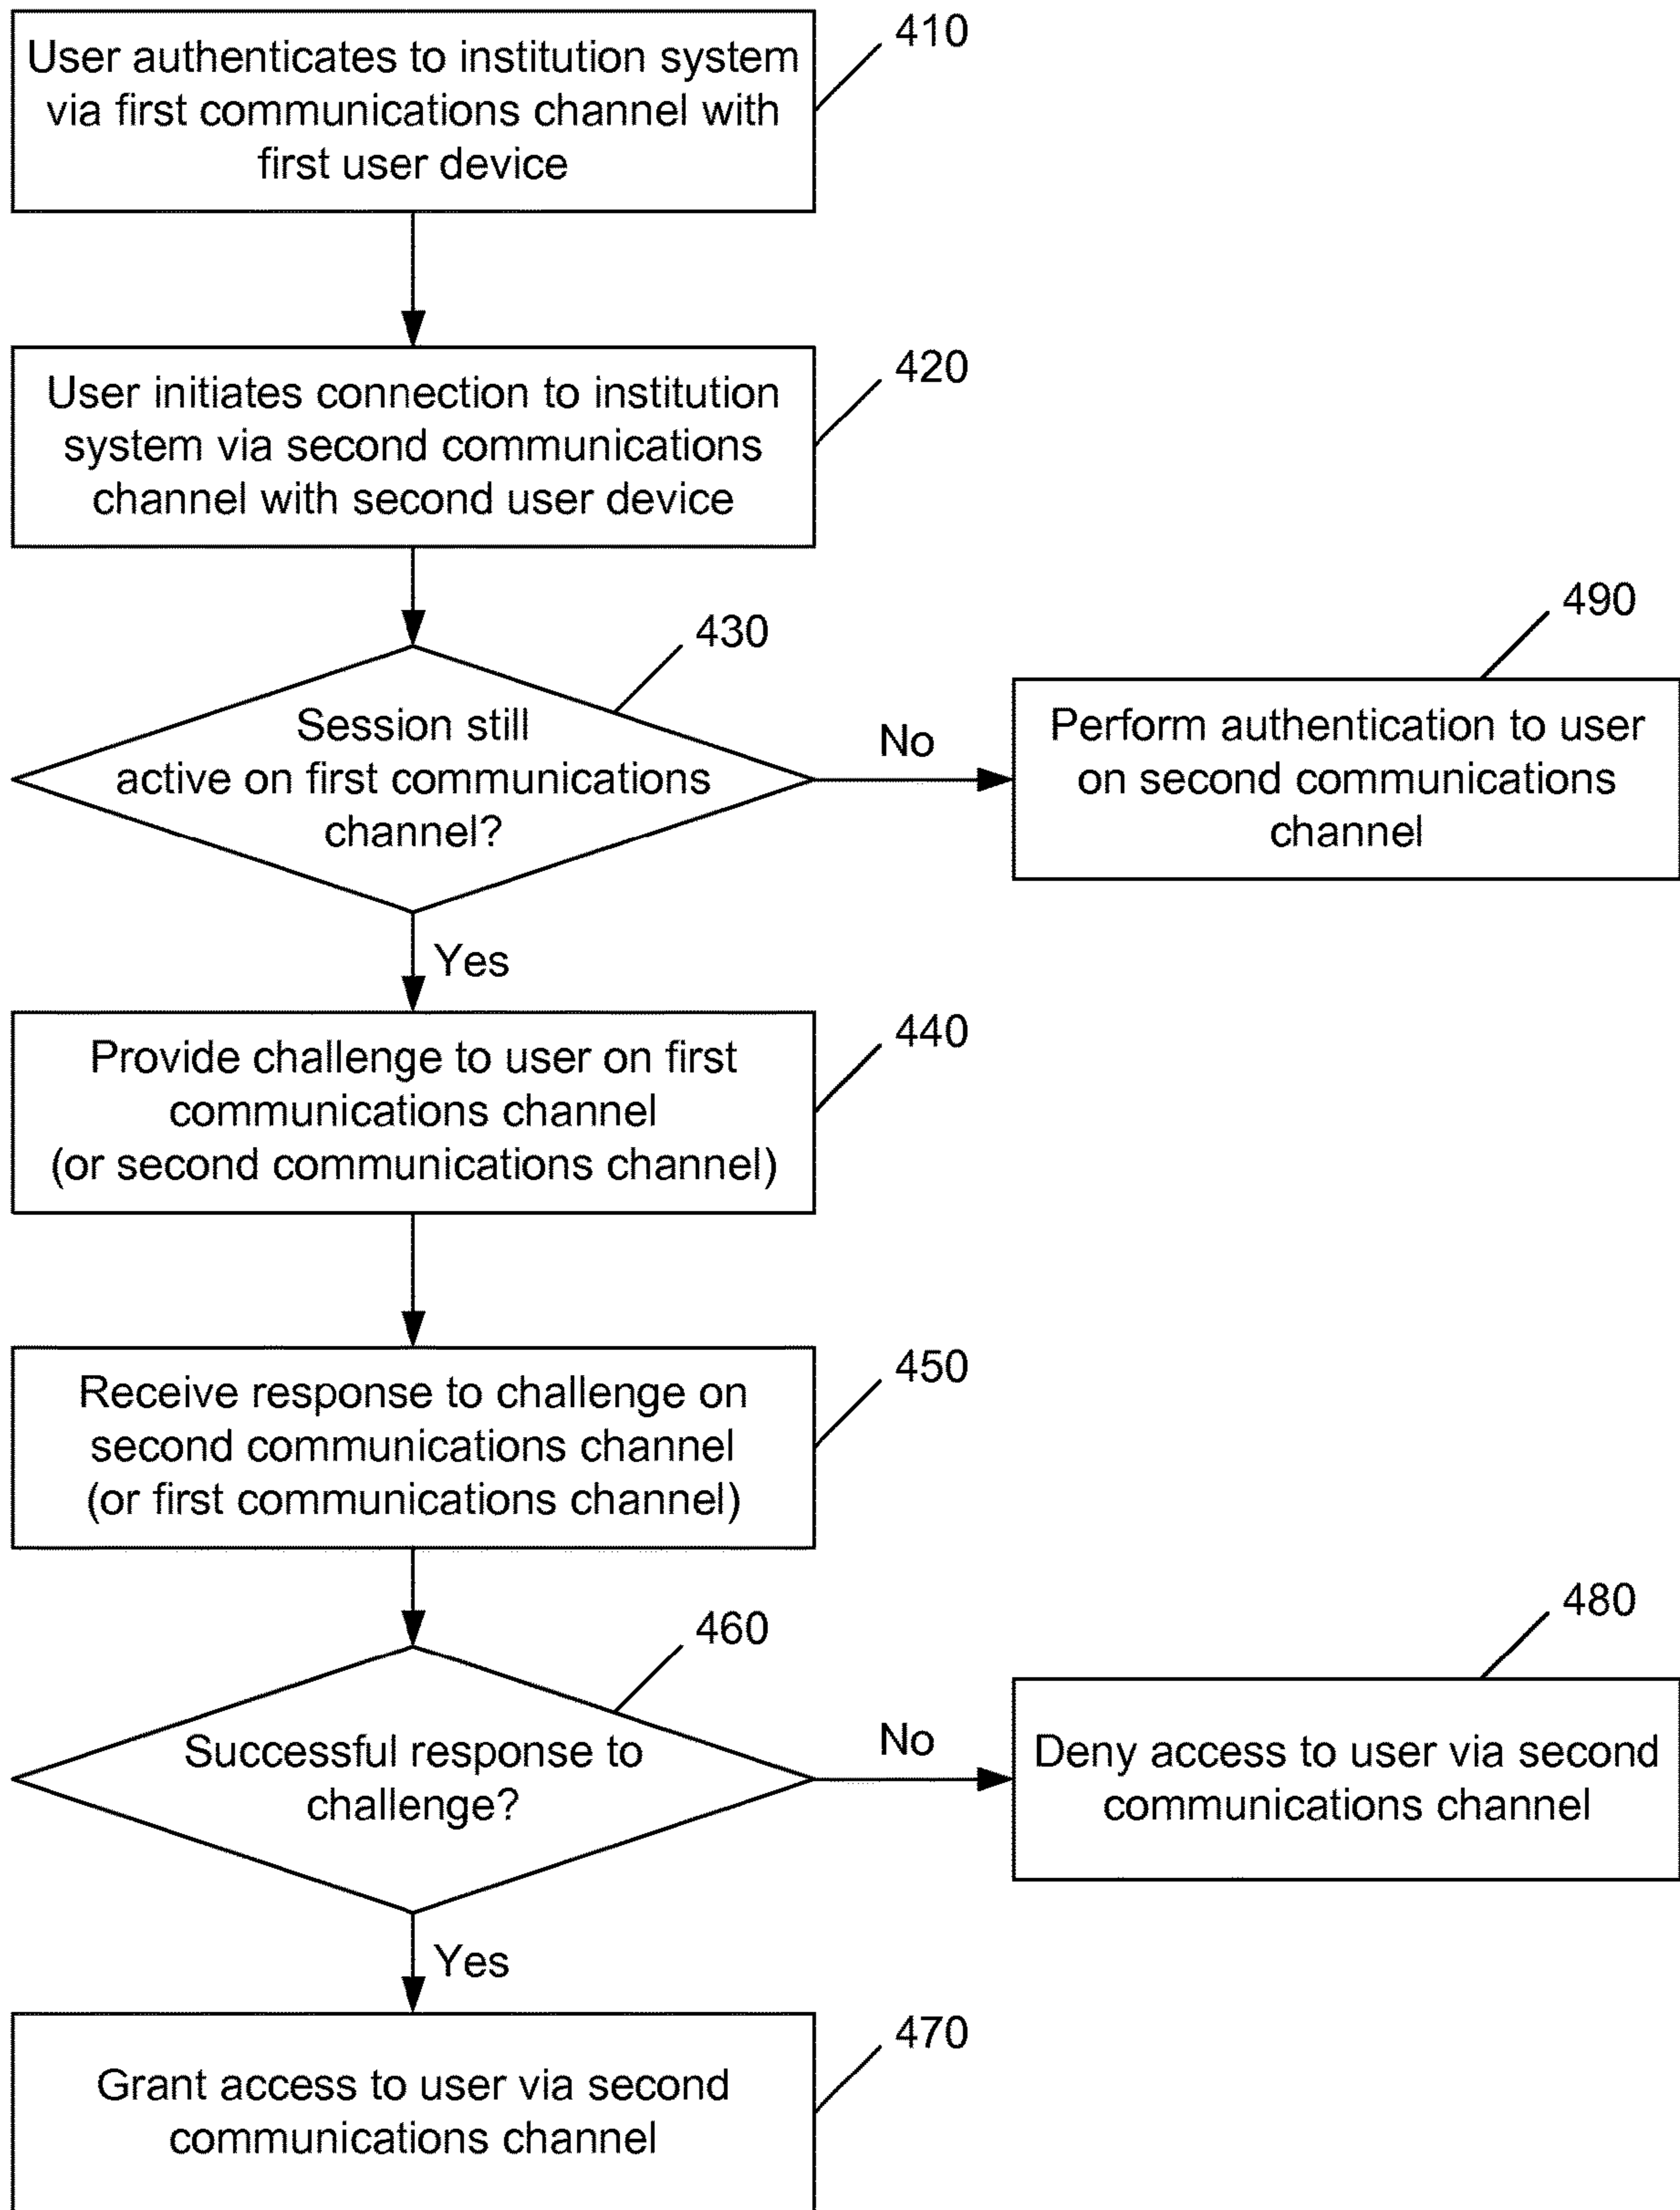 User authenticates to institution system
via first communications channel with
first user device
410
User initiates connection to institution
system via second communications
channel with second user device
420
Session still
active on first communications
channel?
430
No
Perform authentication to user
on second communications
channel
490
Yes
Provide challenge to user on first
communications channel
(or second communications channel)
440
Receive response to challenge on
second communications channel
(or first communications channel)
450
Successful response to
challenge?
460
No
Deny access to user via second
communications channel
480
Yes
Grant access to user via second
communications channel
470